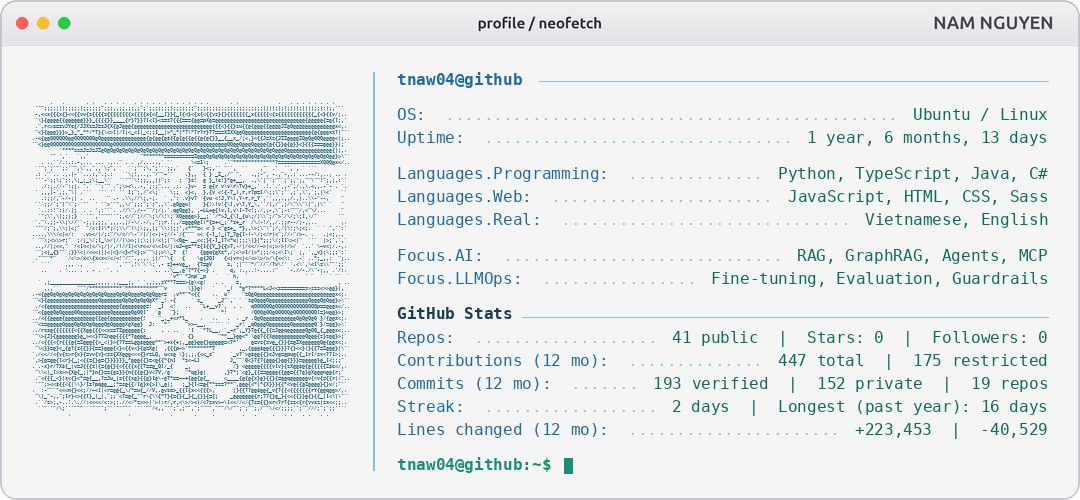 profile / neofetch
NAM NGUYEN
tnaw04@github
OS: Ubuntu / Linux
Uptime: 1 year, 6 months, 13 days
Languages.Programming: Python, TypeScript, Java, C#
Languages.Web: JavaScript, HTML, CSS, Sass
Languages.Real: Vietnamese, English
Focus.AI: RAG, GraphRAG, Agents, MCP
Focus.LLMOps: Fine-tuning, Evaluation, Guardrails
GitHub Stats
Repos: 41 public | Stars: 0 | Followers: 0
Contributions (12 mo): 447 total | 175 restricted
Commits (12 mo): 193 verified | 152 private | 19 repos
Streak: 2 days | Longest (past year): 16 days
Lines changed (12 mo): +223,453 | -40,529
tnaw04@github:~$